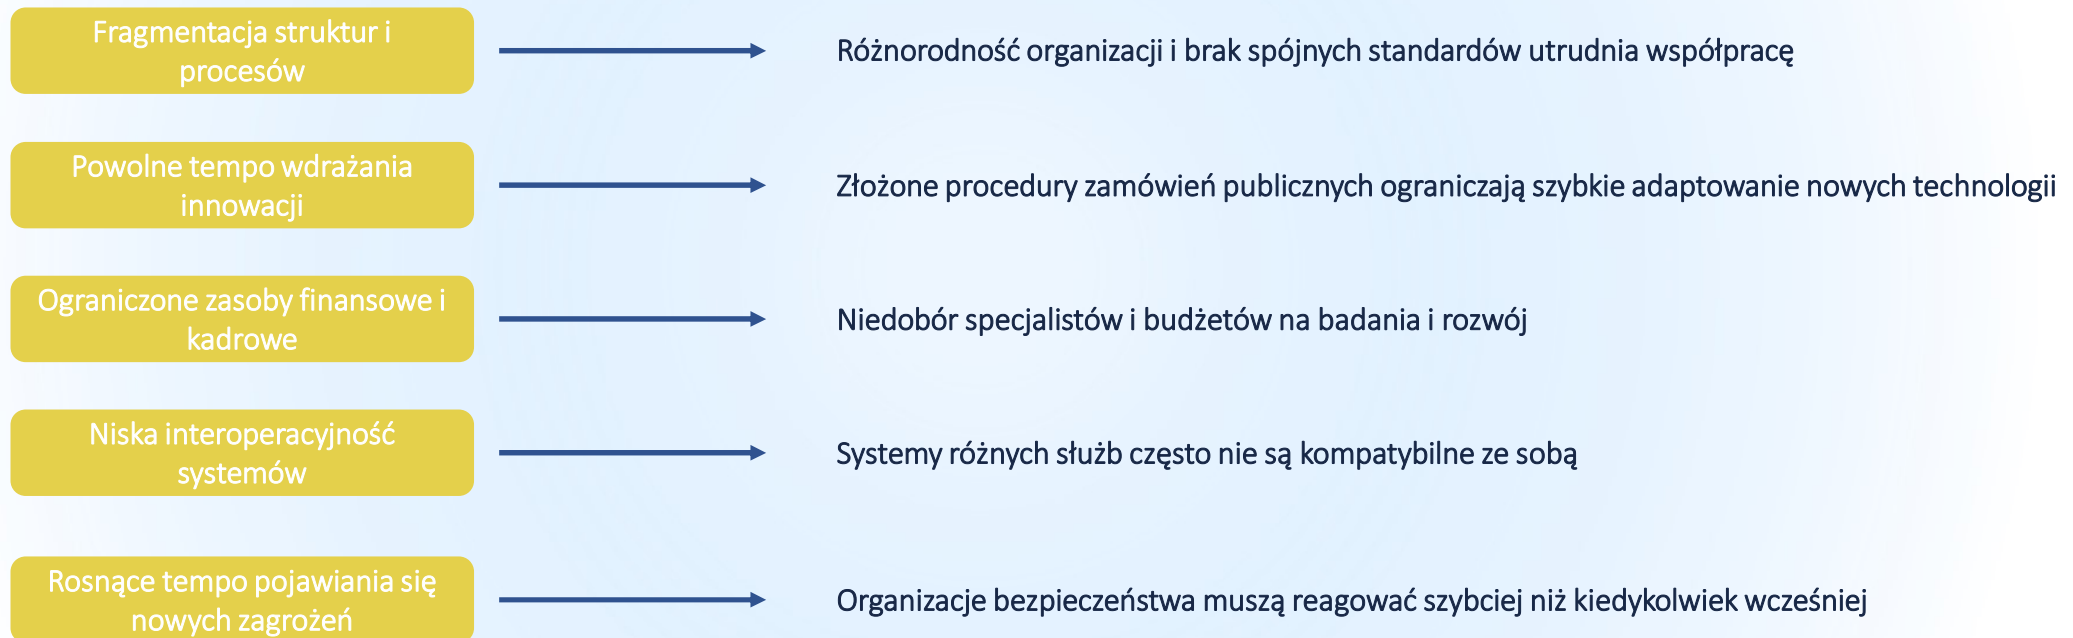 Fragmentacja struktur i
procesów
Różnorodność organizacji i brak spójnych standardów utrudnia współpracę
Powolne tempo wdrażania
innowacji
Złożone procedury zamówień publicznych ograniczają szybkie adaptowanie nowych technologii
Ograniczone zasoby finansowe i
kadrowe
Niedobór specjalistów i budżetów na badania i rozwój
Niska interoperacyjność
systemów
Systemy różnych służb często nie są kompatybilne ze sobą
Rosnące tempo pojawiania się
nowych zagrożeń
Organizacje bezpieczeństwa muszą reagować szybciej niż kiedykolwiek wcześniej